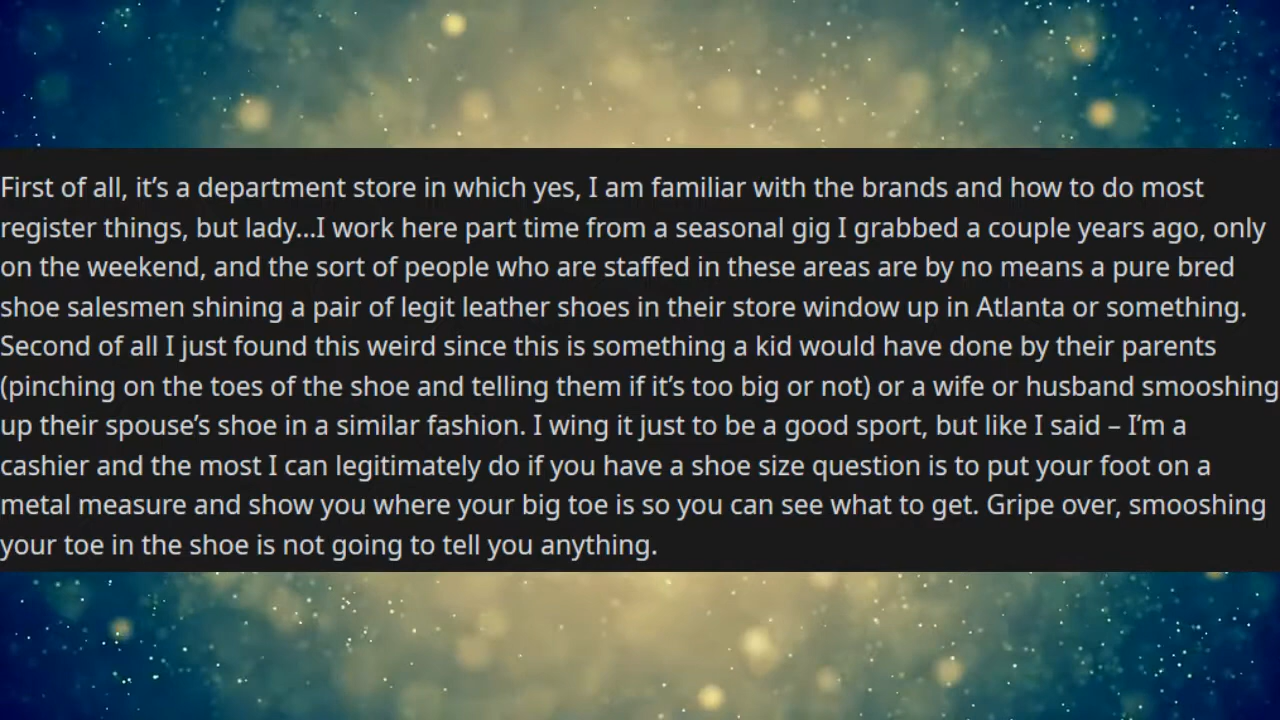 First of all, it’s a department store in which yes, I am familiar with the brands and how to do most
register things, but lady...I work here part time from a seasonal gig I grabbed a couple years ago, only
on the weekend, and the sort of people who are staffed in these areas are by no means a pure bred
shoe salesmen shining a pair of legit leather shoes in their store window up in Atlanta or something.
Second of all I just found this weird since this is something a kid would have done by their parents
(pinching on the toes of the shoe and telling them if it’s too big or not) or a wife or husband smooshing
up their spouse’s shoe in a similar fashion. I wing it just to be a good sport, but like I said – I’m a
cashier and the most I can legitimately do if you have a shoe size question is to put your foot on a
metal measure and show you where your big toe is so you can see what to get. Gripe over, smooshing
your toe in the shoe is not going to tell you anything.